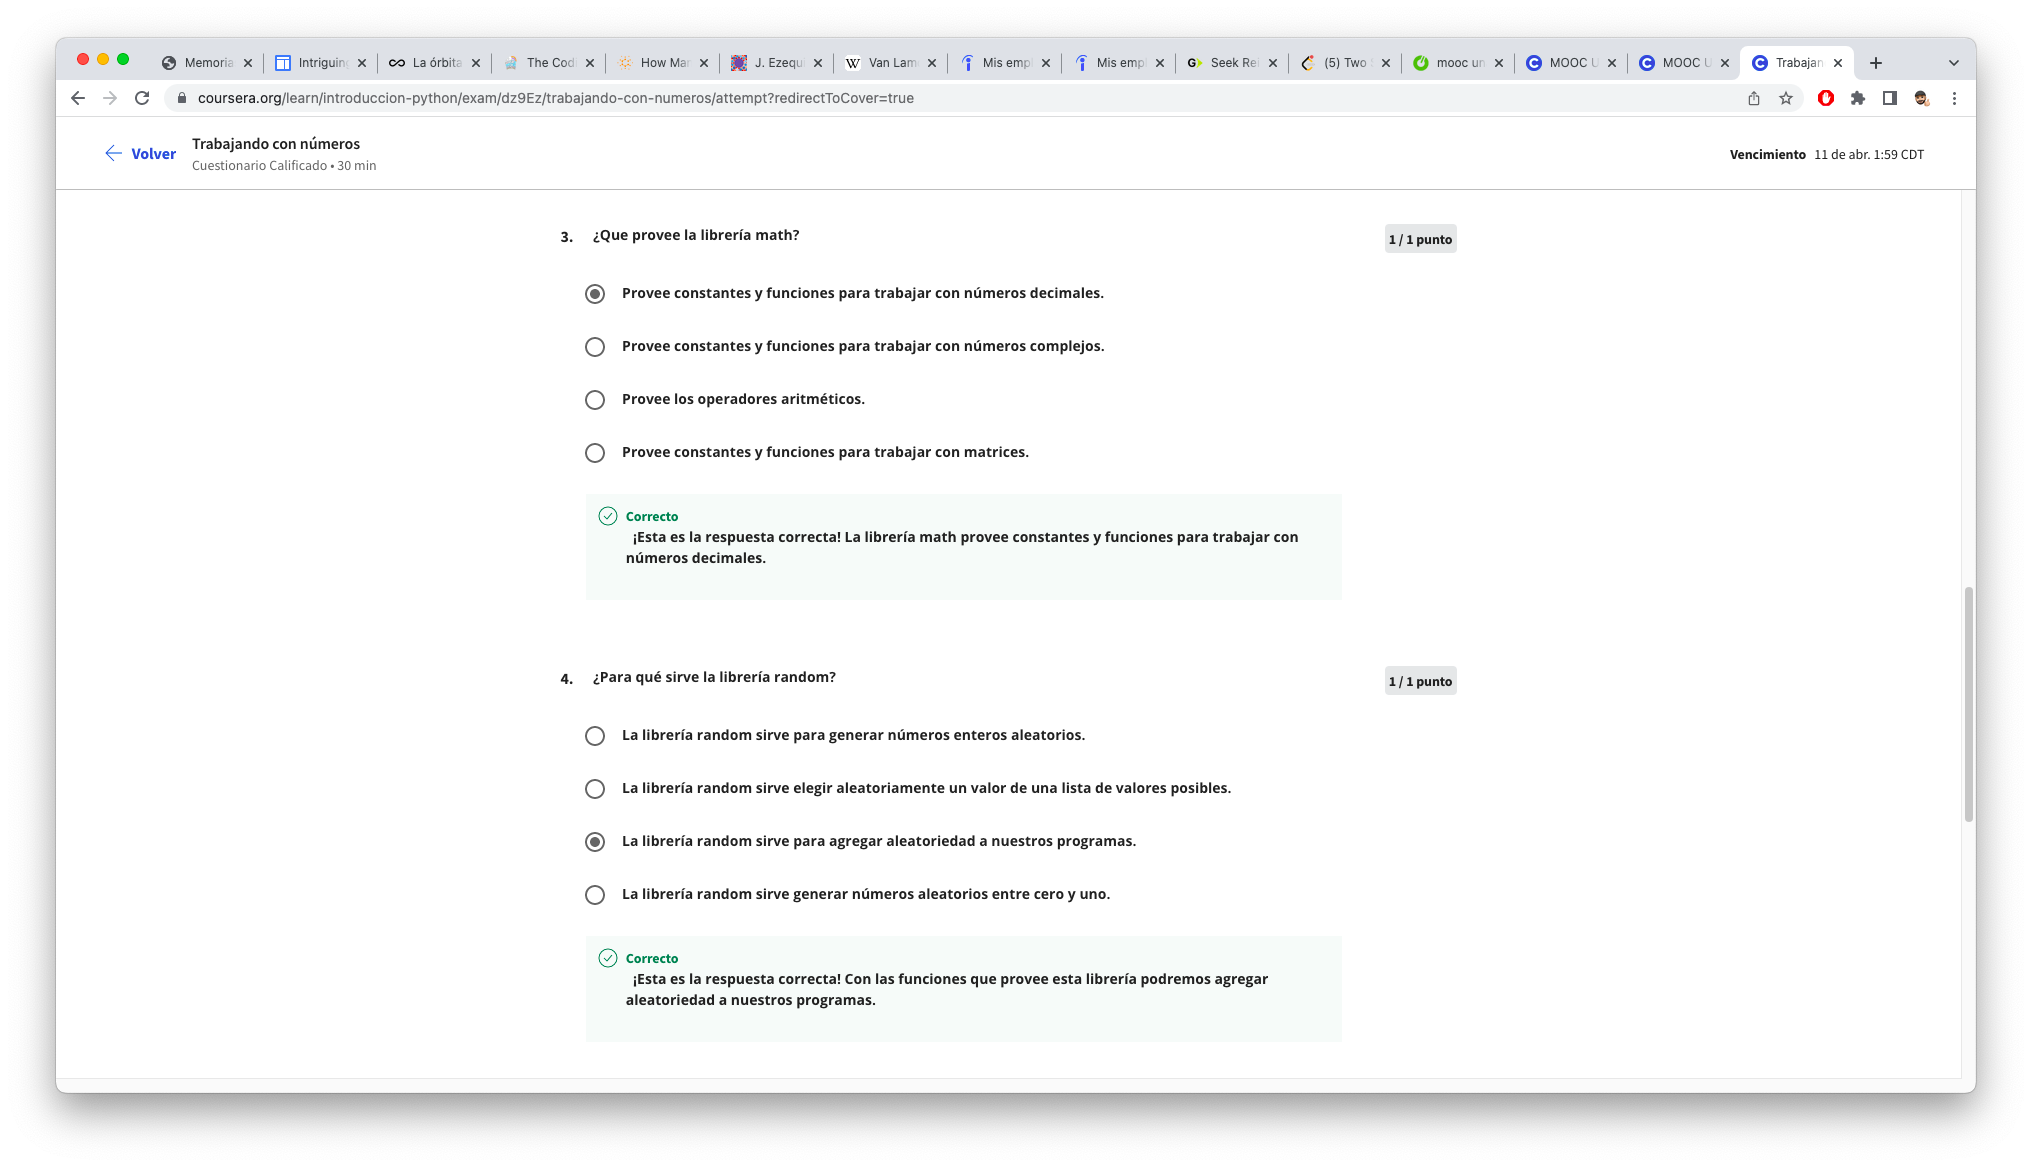 Memoria
Intriguin
La órbita
The Codi
How Mar
J. Ezequi
Van Lam
Mis empl
Mis empl
Seek Rel
(5) Two
mooc un
MOOC U
MOOC U
Trabajan
coursera.org/learn/introduccion-python/exam/dz9Ez/trabajando-con-numeros/attempt?redirectToCover=true
Volver
Trabajando con números
Cuestionario Calificado • 30 min
Vencimiento 11 de abr. 1:59 CDT
3. ¿Que provee la librería math?
1 / 1 punto
Provee constantes y funciones para trabajar con números decimales.
Provee constantes y funciones para trabajar con números complejos.
Provee los operadores aritméticos.
Provee constantes y funciones para trabajar con matrices.
Correcto
¡Esta es la respuesta correcta! La librería math provee constantes y funciones para trabajar con
números decimales.
4. ¿Para qué sirve la librería random?
1 / 1 punto
La librería random sirve para generar números enteros aleatorios.
La librería random sirve elegir aleatoriamente un valor de una lista de valores posibles.
La librería random sirve para agregar aleatoriedad a nuestros programas.
La librería random sirve generar números aleatorios entre cero y uno.
Correcto
¡Esta es la respuesta correcta! Con las funciones que provee esta librería podremos agregar
aleatoriedad a nuestros programas.